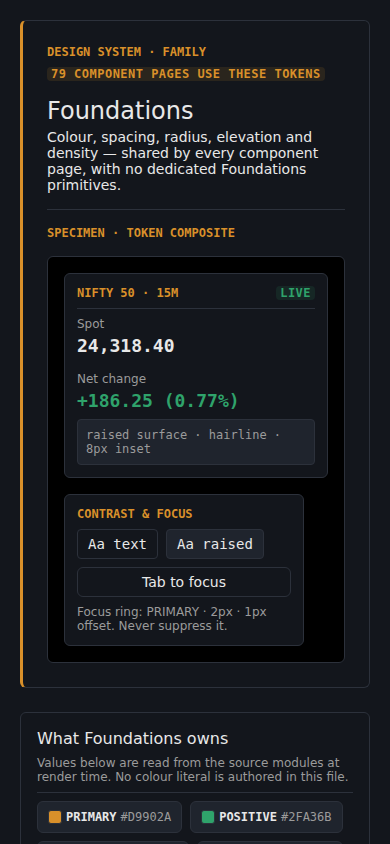 DESIGN SYSTEM · FAMILY
79 COMPONENT PAGES USE THESE TOKENS
Foundations
Colour, spacing, radius, elevation and
density — shared by every component
page, with no dedicated Foundations
primitives.
SPECIMEN · TOKEN COMPOSITE
NIFTY 50 · 15M LIVE
Spot
24,318.40
Net change
+186.25 (0.77%)
raised surface · hairline ·
8px inset
CONTRAST & FOCUS
Aa text Aa raised
Tab to focus
Focus ring: PRIMARY · 2px · 1px
offset. Never suppress it.
What Foundations owns
Values below are read from the source modules at
render time. No colour literal is authored in this file.
PRIMARY #D9902A POSITIVE #2FA36B